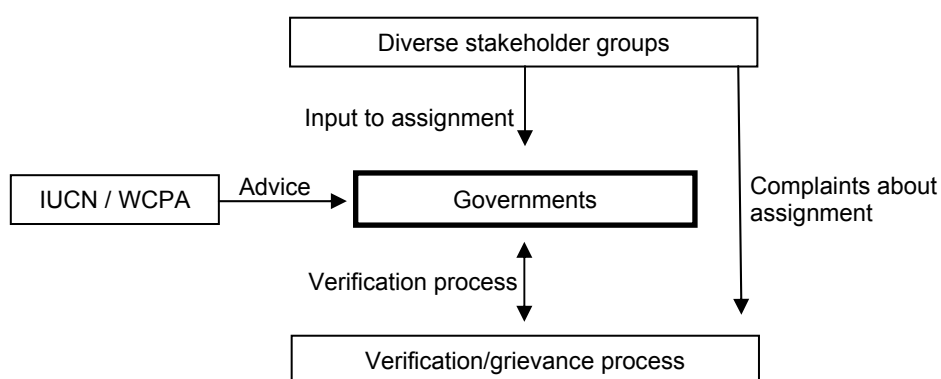 Diverse stakeholder groups
Input to assignment
IUCN / WCPA
Advice
Governments
Complaints about
assignment
Verification process
Verification/grievance process